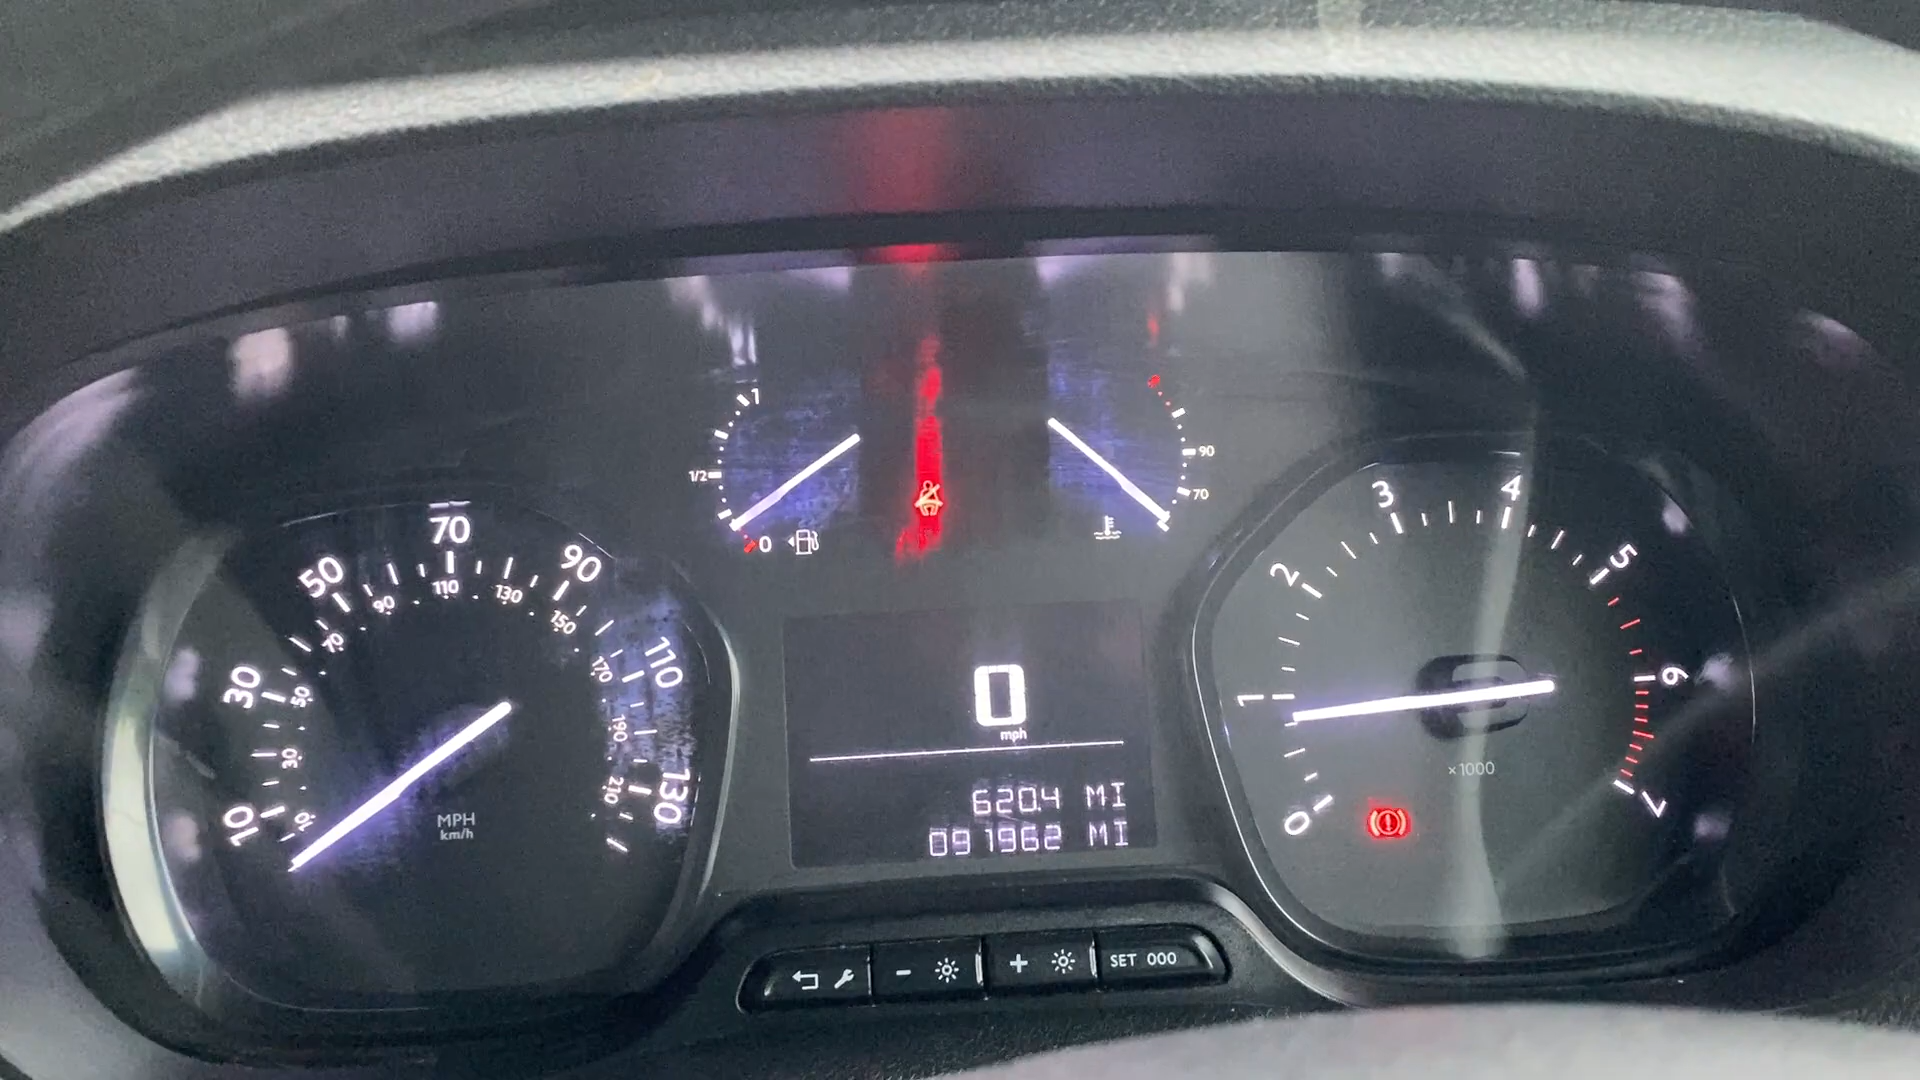 1
1/2
0
90
70
10 30 50 70 90 110 130
10 30 50 70 90 110 130 150 170 190 210
MPH
km/h
0
mph
620.4 MI
091962 MI
0 1 2 3 4 5 6 7
×1000
SET 000